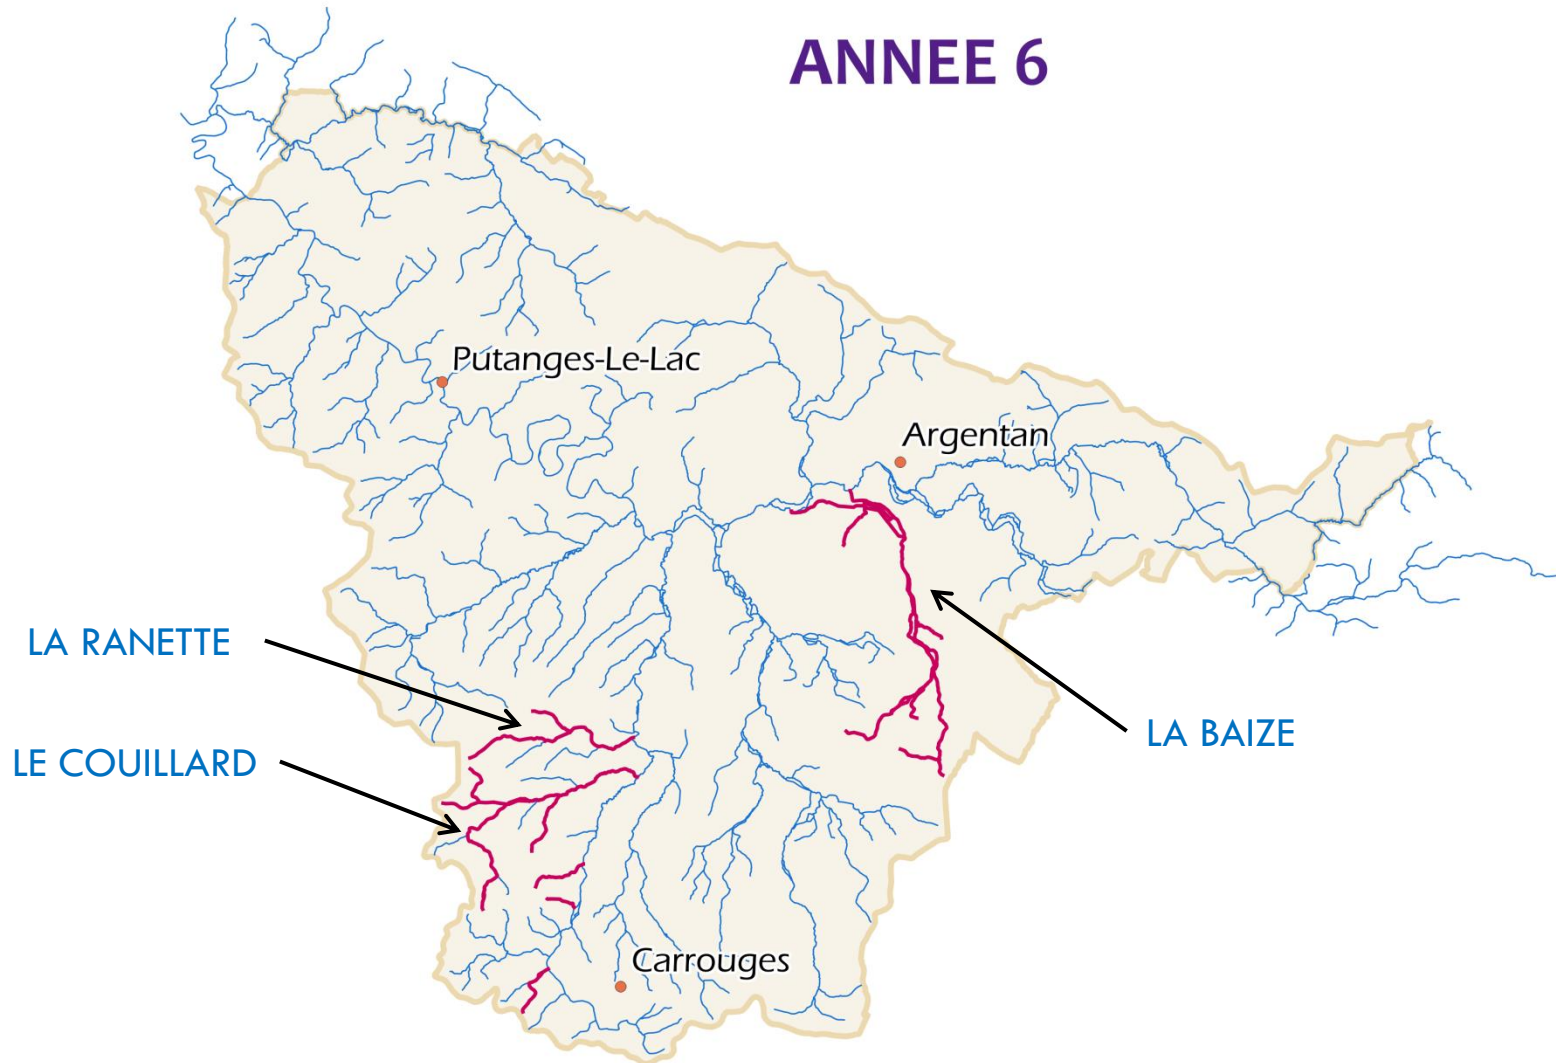 ANNEE 6
Putanges-Le-Lac
Argentan
LA RANETTE
LA BAIZE
LE COUILLARD
Carrouges